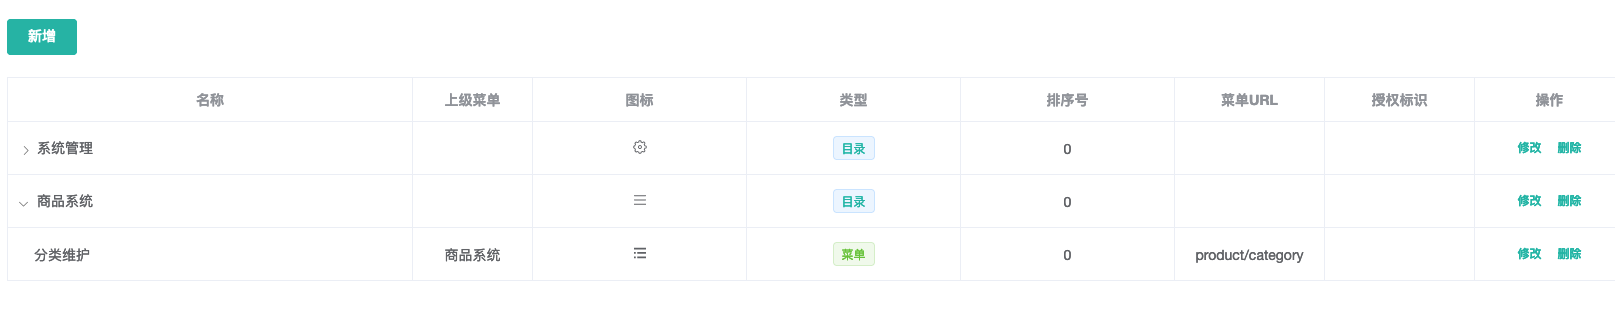 新增
名称 上级菜单 图标 类型 排序号 菜单URL 授权标识 操作
系统管理 目录 0 修改 删除
商品系统 目录 0 修改 删除
分类维护 商品系统 菜单 0 product/category 修改 删除